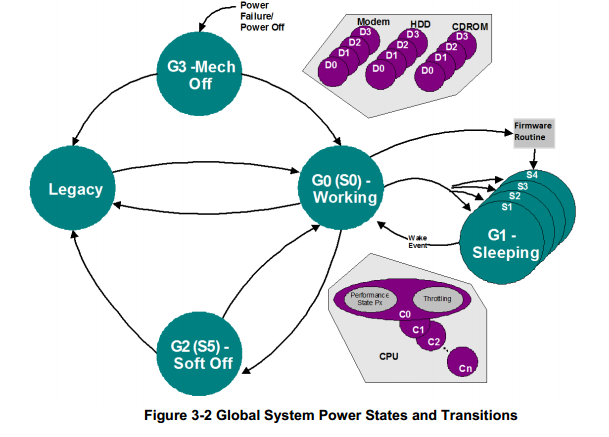 Power
Failure/
Power Off
Modem
HDD
CDROM
D3
D2
D1
D0
D3
D2
D1
D0
D3
D2
D1
D0
G3 -Mech
Off
Firmware
Routine
Legacy
G0 (S0) -
Working
S4
S3
S2
S1
G1 -
Sleeping
Wake
Event
Performance
State Px
Throttling
C0
C1
C2
Cn
CPU
G2 (S5) -
Soft Off
Figure 3-2 Global System Power States and Transitions